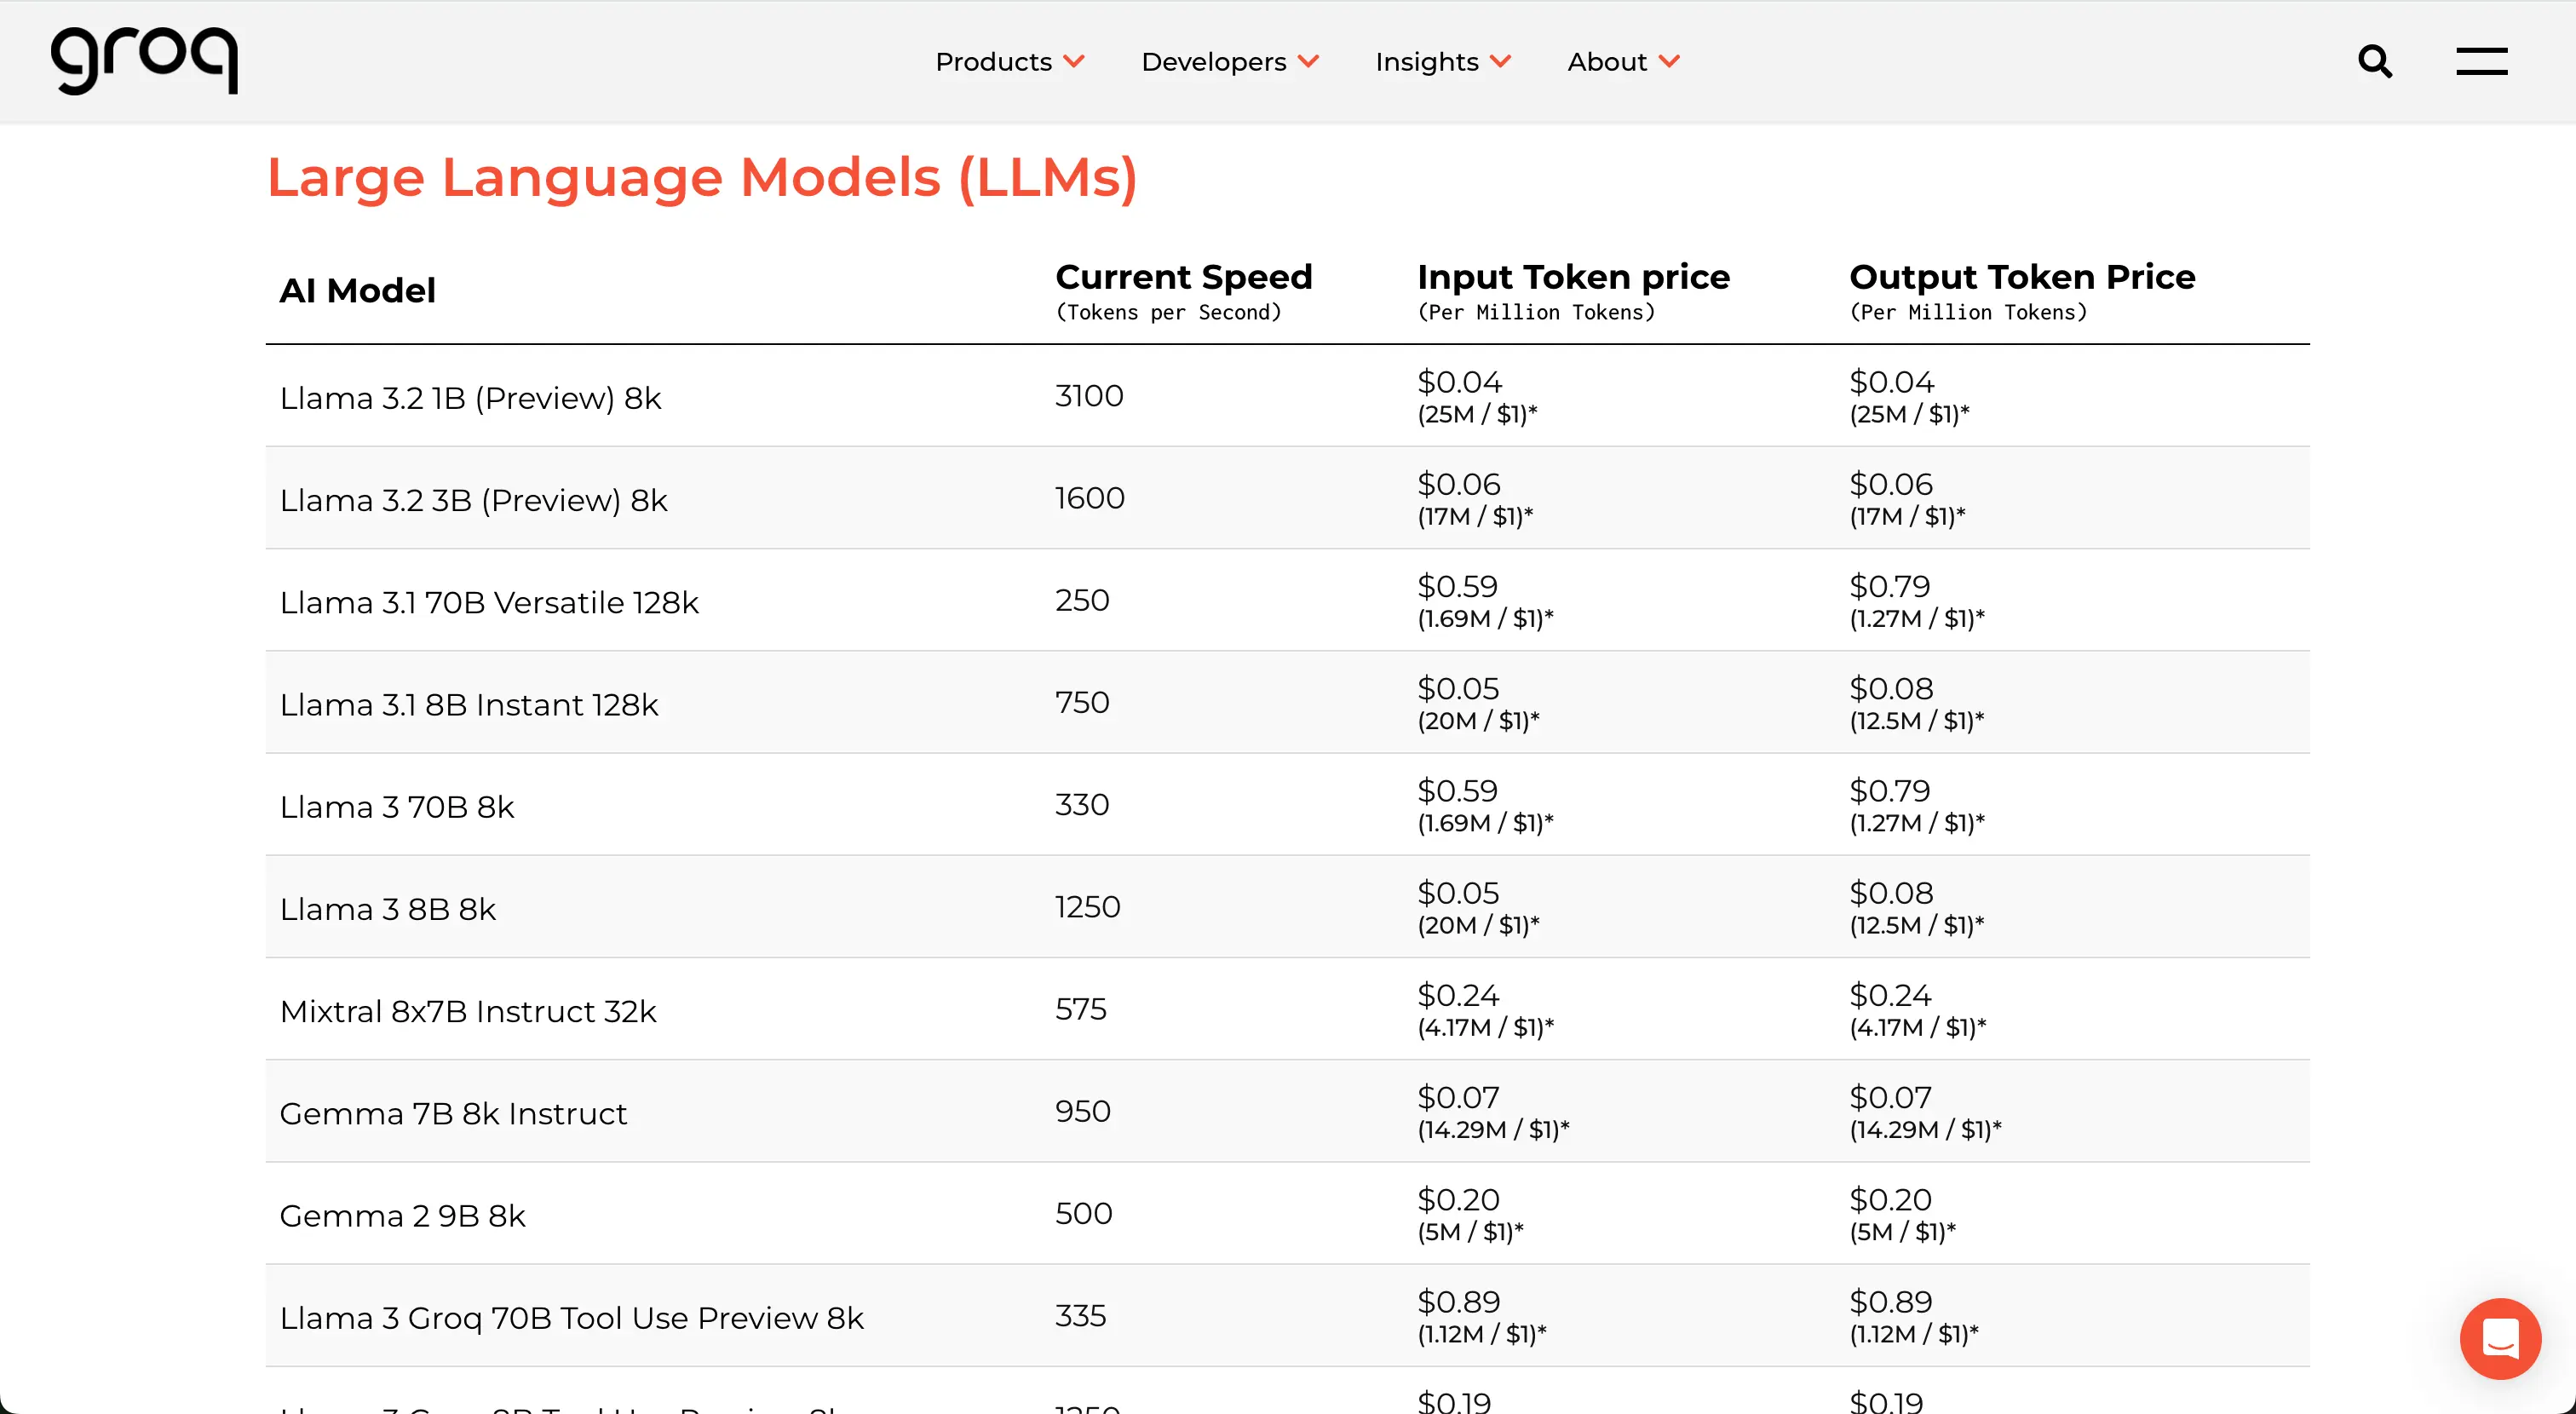 groq
Products Developers Insights About
Large Language Models (LLMs)
AI Model Current Speed Input Token price Output Token Price
(Tokens per Second) (Per Million Tokens) (Per Million Tokens)
Llama 3.2 1B (Preview) 8k 3100 $0.04 $0.04
(25M / $1)* (25M / $1)*
Llama 3.2 3B (Preview) 8k 1600 $0.06 $0.06
(17M / $1)* (17M / $1)*
Llama 3.1 70B Versatile 128k 250 $0.59 $0.79
(1.69M / $1)* (1.27M / $1)*
Llama 3.1 8B Instant 128k 750 $0.05 $0.08
(20M / $1)* (12.5M / $1)*
Llama 3 70B 8k 330 $0.59 $0.79
(1.69M / $1)* (1.27M / $1)*
Llama 3 8B 8k 1250 $0.05 $0.08
(20M / $1)* (12.5M / $1)*
Mixtral 8x7B Instruct 32k 575 $0.24 $0.24
(4.17M / $1)* (4.17M / $1)*
Gemma 7B 8k Instruct 950 $0.07 $0.07
(14.29M / $1)* (14.29M / $1)*
Gemma 2 9B 8k 500 $0.20 $0.20
(5M / $1)* (5M / $1)*
Llama 3 Groq 70B Tool Use Preview 8k 335 $0.89 $0.89
(1.12M / $1)* (1.12M / $1)*
$0.19 $0.19